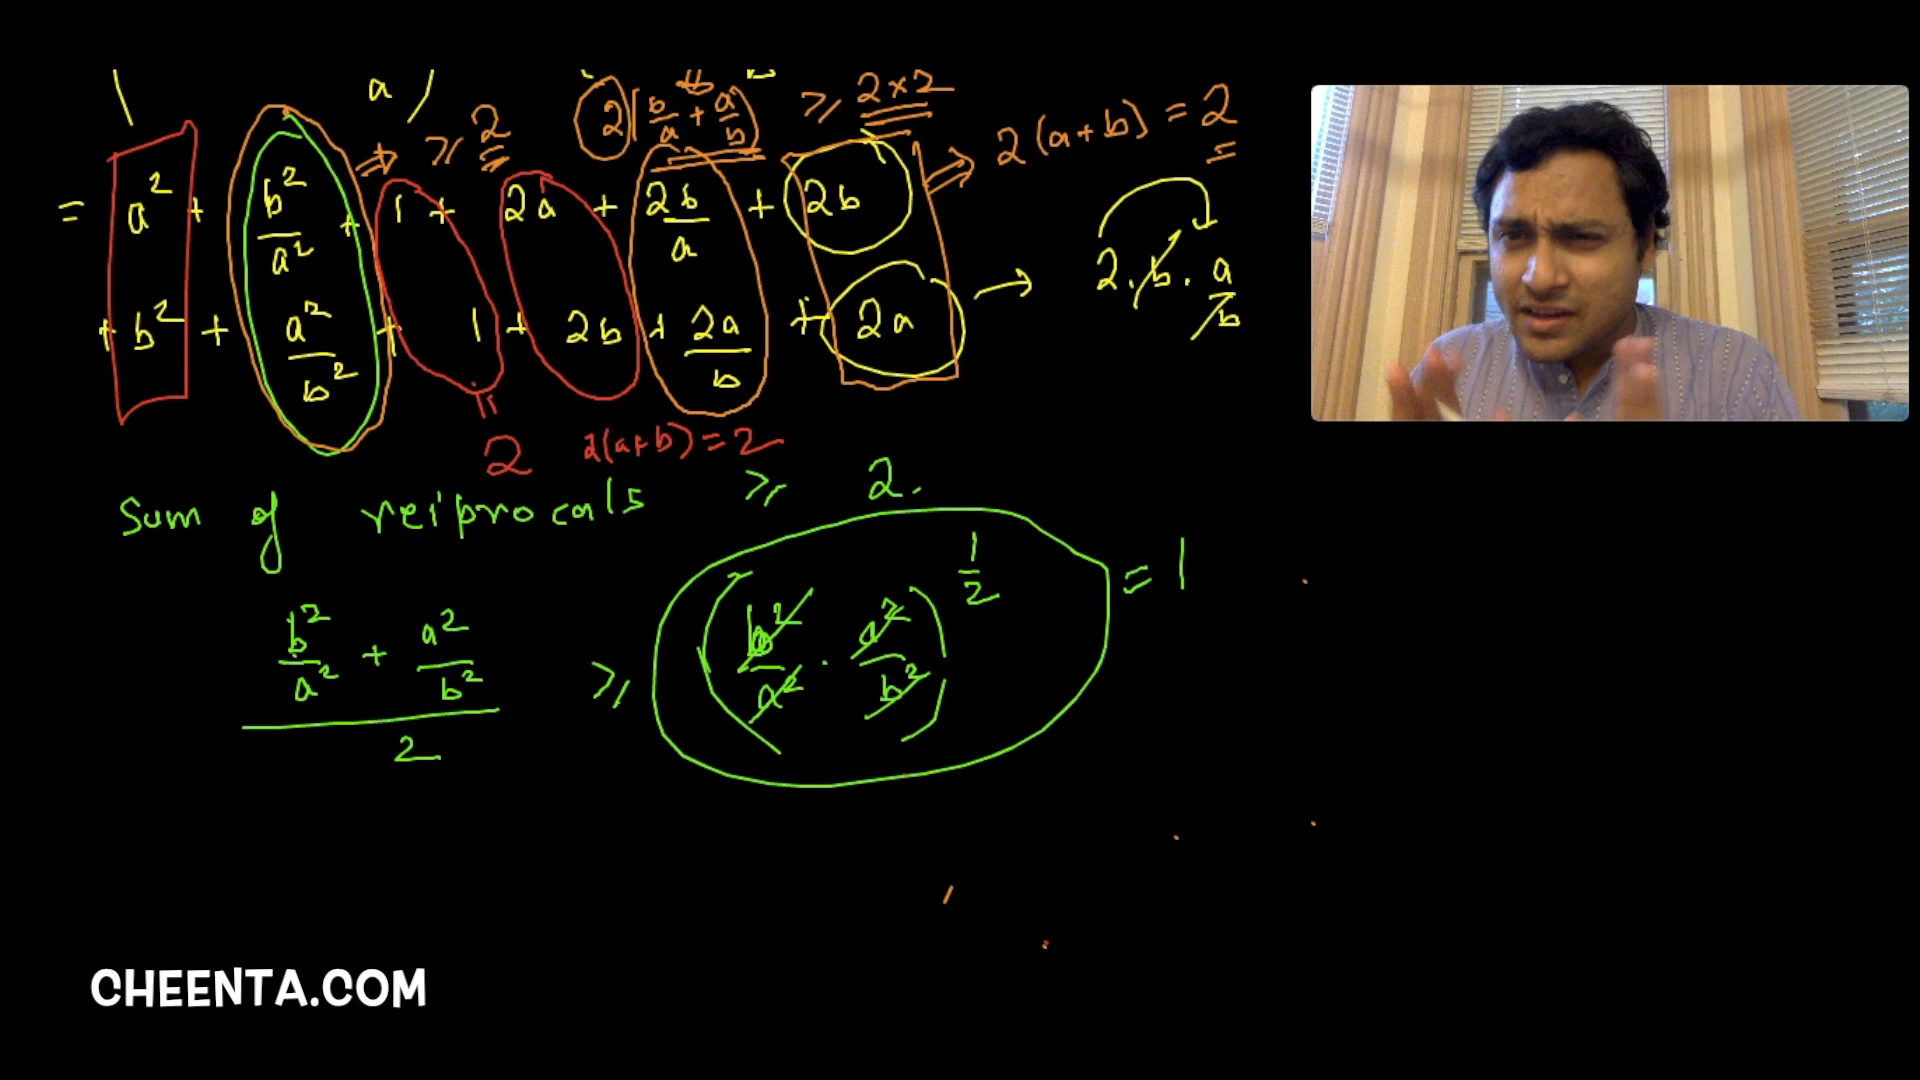 a
2(b/a + a/b) ≥ 2×2
⇒ ≥ 2
⇒ 2(a+b) = 2
= a² + b²/a² + 1 + 2a + 2b/a + 2b
+ b² + a²/b² + 1 + 2b + 2a/b + 2a → 2.b.a/b
2 2(a+b) = 2
Sum of reiprocals ≥ 2.
(b²/a² + a²/b²)/2 ≥ (b²/a² . a²/b²)^1/2 = 1
CHEENTA.COM